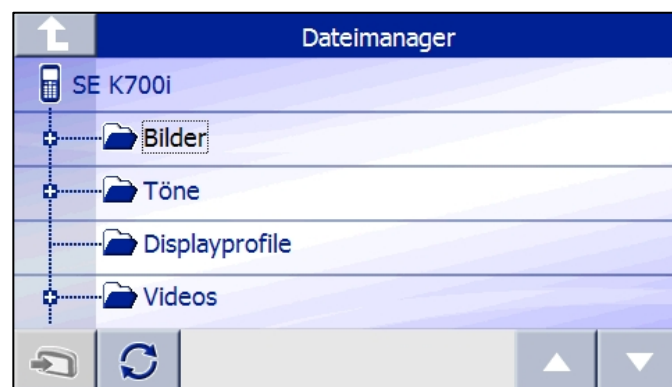 Dateimanager
SE K700i
Bilder
Töne
Displayprofile
Videos